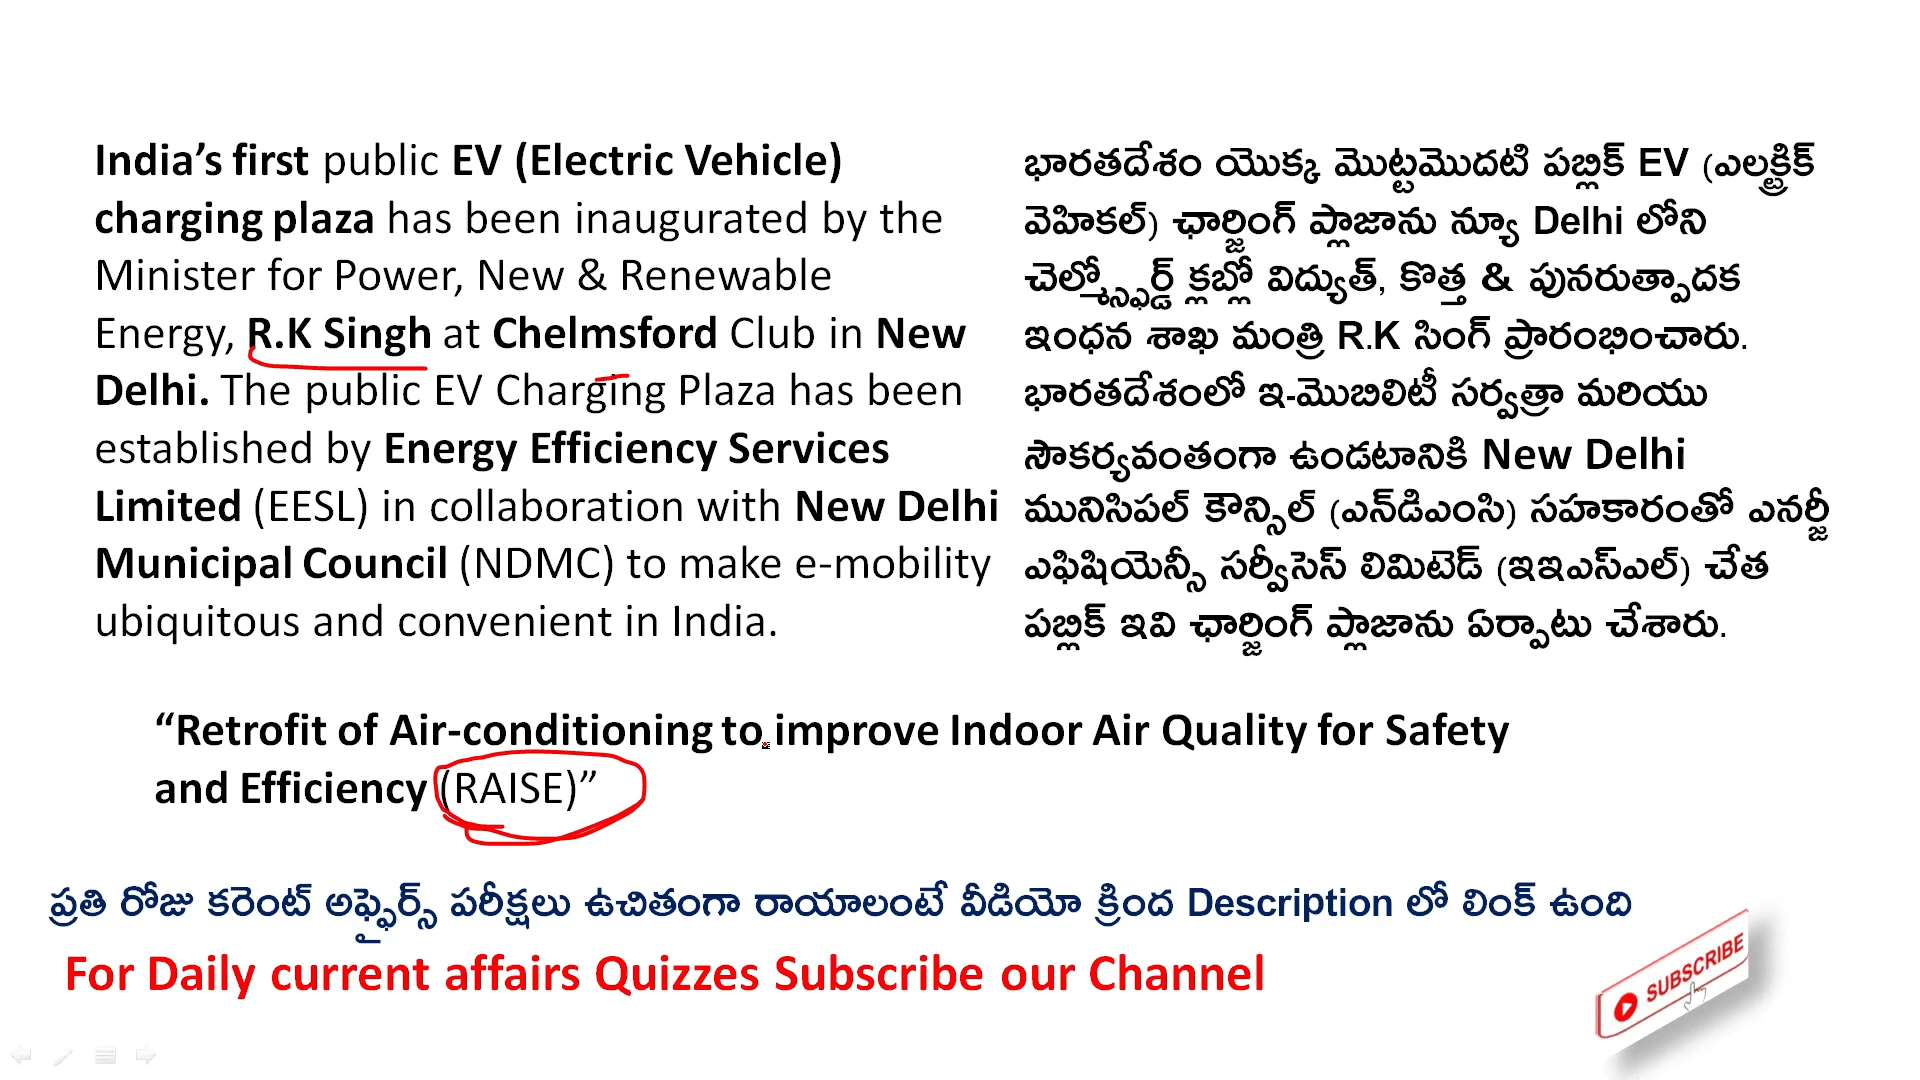 India’s first public EV (Electric Vehicle)
charging plaza has been inaugurated by the
Minister for Power, New & Renewable
Energy, R.K Singh at Chelmsford Club in New
Delhi. The public EV Charging Plaza has been
established by Energy Efficiency Services
Limited (EESL) in collaboration with New Delhi
Municipal Council (NDMC) to make e-mobility
ubiquitous and convenient in India.
భారతదేశం యొక్క మొట్టమొదటి పబ్లిక్ EV (ఎలక్ట్రిక్
వెహికల్) ఛార్జింగ్ ప్లాజాను న్యూ Delhi లోని
చెల్మ్స్ఫోర్డ్ క్లబ్లో విద్యుత్, కొత్త & పునరుత్పాదక
ఇంధన శాఖ మంత్రి R.K సింగ్ ప్రారంభించారు.
భారతదేశంలో ఇ-మొబిలిటీ సర్వత్రా మరియు
సౌకర్యవంతంగా ఉండటానికి New Delhi
మునిసిపల్ కౌన్సిల్ (ఎన్‌డిఎంసి) సహకారంతో ఎనర్జీ
ఎఫిషియెన్సీ సర్వీసెస్ లిమిటెడ్ (ఇఇఎస్ఎల్) చేత
పబ్లిక్ ఇవి ఛార్జింగ్ ప్లాజాను ఏర్పాటు చేశారు.
“Retrofit of Air-conditioning to improve Indoor Air Quality for Safety
and Efficiency (RAISE)”
ప్రతి రోజు కరెంట్ అఫ్ఫైర్స్ పరీక్షలు ఉచితంగా రాయాలంటే వీడియో క్రింద Description లో లింక్ ఉంది
For Daily current affairs Quizzes Subscribe our Channel
SUBSCRIBE